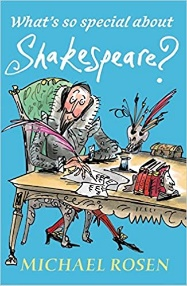 What's so special about
Shakespeare?
MICHAEL ROSEN